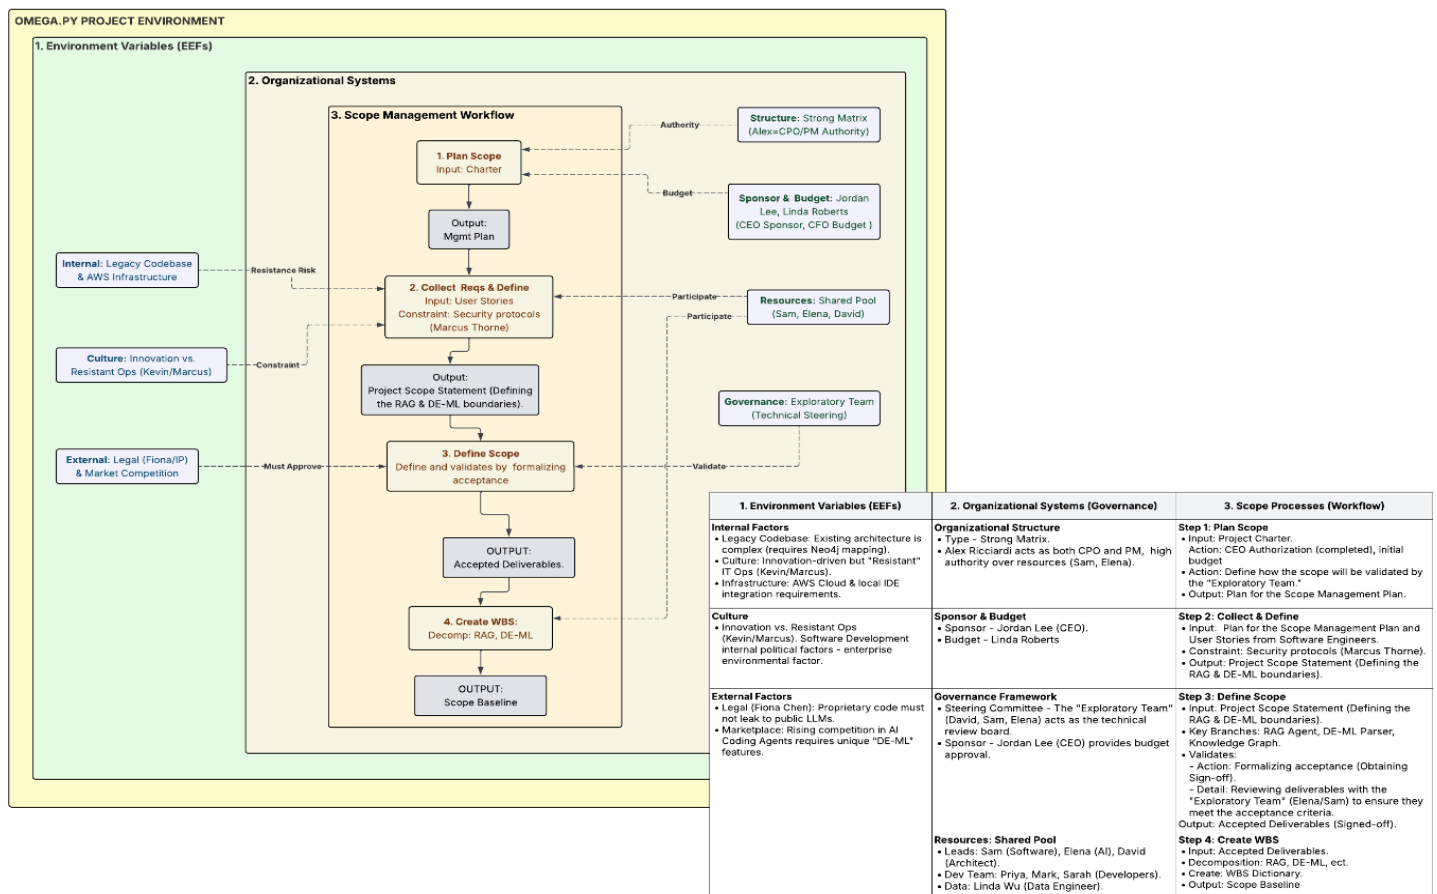 OMEGA.PY PROJECT ENVIRONMENT
1. Environment Variables (EEFs)
2. Organizational Systems
3. Scope Management Workflow
1. Plan Scope
Input: Charter
Output:
Mgmt Plan
2. Collect Reqs & Define
Input: User Stories
Constraint: Security protocols
(Marcus Thorne)
Output:
Project Scope Statement (Defining
the RAG & DE-ML boundaries).
3. Define Scope
Define and validates by formalizing
acceptance
OUTPUT:
Accepted Deliverables.
4. Create WBS:
Decomp: RAG, DE-ML
OUTPUT:
Scope Baseline
Internal: Legacy Codebase
& AWS Infrastructure
Resistance Risk
Culture: Innovation vs.
Resistant Ops (Kevin/Marcus)
Constraint
External: Legal (Fiona/IP)
& Market Competition
Must Approve
Authority
Structure: Strong Matrix
(Alex=CPO/PM Authority)
Budget
Sponsor & Budget: Jordan
Lee, Linda Roberts
(CEO Sponsor, CFO Budget )
Participate
Participate
Resources: Shared Pool
(Sam, Elena, David)
Governance: Exploratory Team
(Technical Steering)
Validate
1. Environment Variables (EEFs)
Internal Factors
• Legacy Codebase: Existing architecture is
complex (requires Neo4j mapping).
• Culture: Innovation-driven but "Resistant"
IT Ops (Kevin/Marcus).
• Infrastructure: AWS Cloud & local IDE
integration requirements.
Culture
• Innovation vs. Resistant Ops
(Kevin/Marcus). Software Development
internal political factors - enterprise
environmental factor.
External Factors
• Legal (Fiona Chen): Proprietary code must
not leak to public LLMs.
• Marketplace: Rising competition in AI
Coding Agents requires unique "DE-ML"
features.
2. Organizational Systems (Governance)
Organizational Structure
• Type - Strong Matrix.
• Alex Ricciardi acts as both CPO and PM, high
authority over resources (Sam, Elena).
Sponsor & Budget
• Sponsor - Jordan Lee (CEO).
• Budget - Linda Roberts
Governance Framework
• Steering Committee - The "Exploratory Team"
(David, Sam, Elena) acts as the technical
review board.
• Sponsor - Jordan Lee (CEO) provides budget
approval.
Resources: Shared Pool
• Leads: Sam (Software), Elena (AI), David
(Architect).
• Dev Team: Priya, Mark, Sarah (Developers).
• Data: Linda Wu (Data Engineer).
3. Scope Processes (Workflow)
Step 1: Plan Scope
• Input: Project Charter.
Action: CEO Authorization (completed), initial
budget
• Action: Define how the scope will be validated by
the "Exploratory Team."
• Output: Plan for the Scope Management Plan.
Step 2: Collect & Define
• Input: Plan for the Scope Management Plan and
User Stories from Software Engineers.
• Constraint: Security protocols (Marcus Thorne).
• Output: Project Scope Statement (Defining the
RAG & DE-ML boundaries).
Step 3: Define Scope
• Input: Project Scope Statement (Defining the
RAG & DE-ML boundaries).
• Key Branches: RAG Agent, DE-ML Parser,
Knowledge Graph.
• Validates:
- Action: Formalizing acceptance (Obtaining
Sign-off).
- Detail: Reviewing deliverables with the
"Exploratory Team" (Elena/Sam) to ensure they
meet the acceptance criteria.
Output: Accepted Deliverables (Signed-off).
Step 4: Create WBS
• Input: Accepted Deliverables.
• Decomposition: RAG, DE-ML, ect.
• Create: WBS Dictionary.
• Output: Scope Baseline